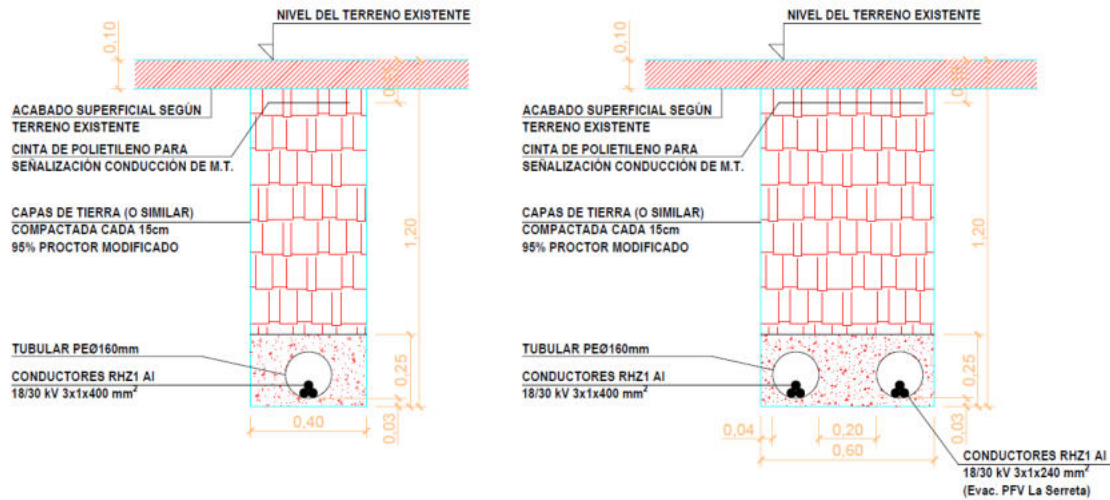 NIVEL DEL TERRENO EXISTENTE
0,10
ACABADO SUPERFICIAL SEGÚN
TERRENO EXISTENTE
CINTA DE POLIETILENO PARA
SEÑALIZACIÓN CONDUCCIÓN DE M.T.
CAPAS DE TIERRA (O SIMILAR)
COMPACTADA CADA 15cm
95% PROCTOR MODIFICADO
1,20
TUBULAR PEØ160mm
CONDUCTORES RHZ1 Al
18/30 kV 3x1x400 mm²
0,25
0,03
0,40
NIVEL DEL TERRENO EXISTENTE
0,10
ACABADO SUPERFICIAL SEGÚN
TERRENO EXISTENTE
CINTA DE POLIETILENO PARA
SEÑALIZACIÓN CONDUCCIÓN DE M.T.
CAPAS DE TIERRA (O SIMILAR)
COMPACTADA CADA 15cm
95% PROCTOR MODIFICADO
1,20
TUBULAR PEØ160mm
CONDUCTORES RHZ1 Al
18/30 kV 3x1x400 mm²
0,25
0,03
0,04
0,20
0,60
CONDUCTORES RHZ1 Al
18/30 kV 3x1x240 mm²
(Evac. PFV La Serreta)